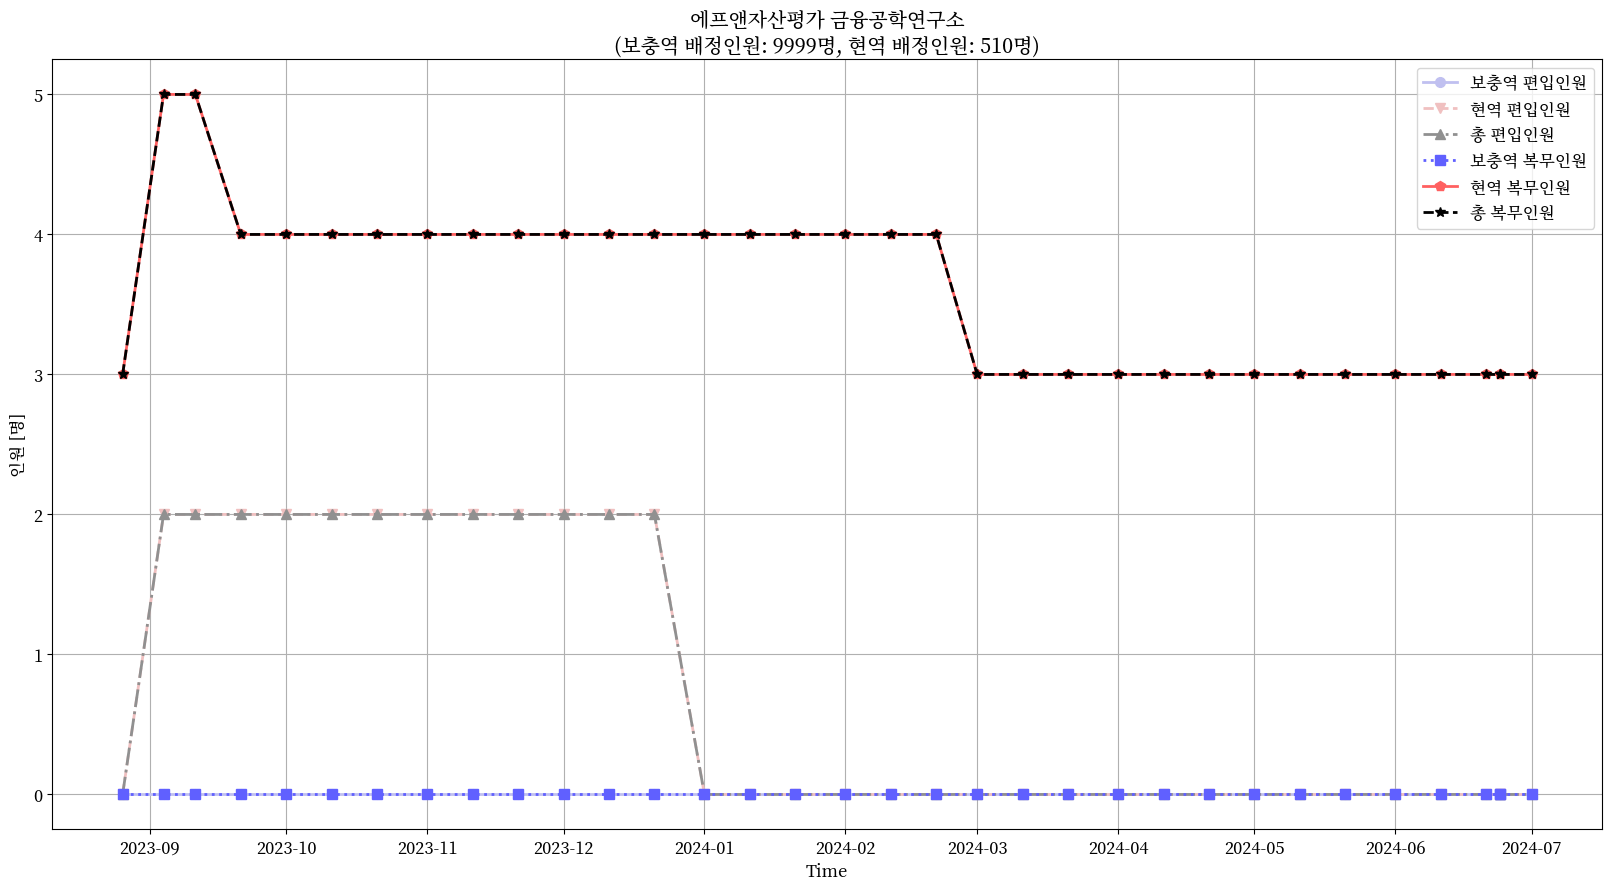 에프앤자산평가 금융공학연구소
(보충역 배정인원: 9999명, 현역 배정인원: 510명)
보충역 편입인원
현역 편입인원
총 편입인원
보충역 복무인원
현역 복무인원
총 복무인원
인원 [명]
5
4
3
2
1
0
2023-09
2023-10
2023-11
2023-12
2024-01
2024-02
2024-03
2024-04
2024-05
2024-06
2024-07
Time